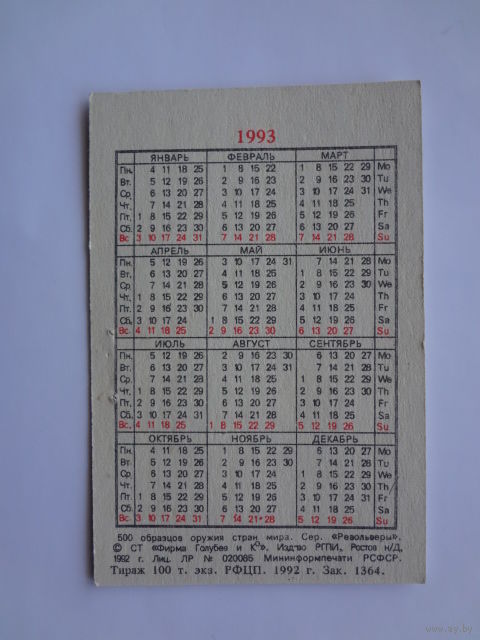 1993
ЯНВАРЬ ФЕВРАЛЬ МАРТ
Пн. 4 11 18 25 1 8 15 22 1 8 15 22 29 Mo
Вт. 5 12 19 26 2 9 16 23 2 9 16 23 30 Tu
Ср. 6 13 20 27 3 10 17 24 3 10 17 24 31 We
Чт. 7 14 21 28 4 11 18 25 4 11 18 25 Th
Пт. 1 8 15 22 29 5 12 19 26 5 12 19 26 Fr
Сб. 2 9 16 23 30 6 13 20 27 6 13 20 27 Sa
Вс. 3 10 17 24 31 7 14 21 28 7 14 21 28 Su
АПРЕЛЬ МАЙ ИЮНЬ
Пн. 5 12 19 26 3 10 17 24 31 7 14 21 28 Mo
Вт. 6 13 20 27 4 11 18 25 1 8 15 22 29 Tu
Ср. 7 14 21 28 5 12 19 26 2 9 16 23 30 We
Чт. 1 8 15 22 29 6 13 20 27 3 10 17 24 Th
Пт. 2 9 16 23 30 7 14 21 28 4 11 18 25 Fr
Сб. 3 10 17 24 1 8 15 22 29 5 12 19 26 Sa
Вс. 4 11 18 25 2 9 16 23 30 6 13 20 27 Su
ИЮЛЬ АВГУСТ СЕНТЯБРЬ
Пн. 5 12 19 26 2 9 16 23 30 6 13 20 27 Mo
Вт. 6 13 20 27 3 10 17 24 31 7 14 21 28 Tu
Ср. 7 14 21 28 4 11 18 25 1 8 15 22 29 We
Чт. 1 8 15 22 29 5 12 19 26 2 9 16 23 30 Th
Пт. 2 9 16 23 30 6 13 20 27 3 10 17 24 Fr
Сб. 3 10 17 24 31 7 14 21 28 4 11 18 25 Sa
Вс. 4 11 18 25 1 8 15 22 29 5 12 19 26 Su
ОКТЯБРЬ НОЯБРЬ ДЕКАБРЬ
Пн. 4 11 18 25 1 8 15 22 29 6 13 20 27 Mo
Вт. 5 12 19 26 2 9 16 23 30 7 14 21 28 Tu
Ср. 6 13 20 27 3 10 17 24 1 8 15 22 29 We
Чт. 7 14 21 28 4 11 18 25 2 9 16 23 30 Th
Пт. 1 8 15 22 29 5 12 19 26 3 10 17 24 31 Fr
Сб. 2 9 16 23 30 6 13 20 27 4 11 18 25 Sa
Вс. 3 10 17 24 31 7 14 21 28 5 12 19 26 Su
500 образцов оружия стран мира. Сер. «Револьверы».
© СТ «Фирма Голубев и К°». Изд-во РГПИ, Ростов н/Д,
1992 г. Лиц. ЛР № 020065 Мининформпечати РСФСР.
Тираж 100 т. экз. РФЦП. 1992 г. Зак. 1364.
ay.by